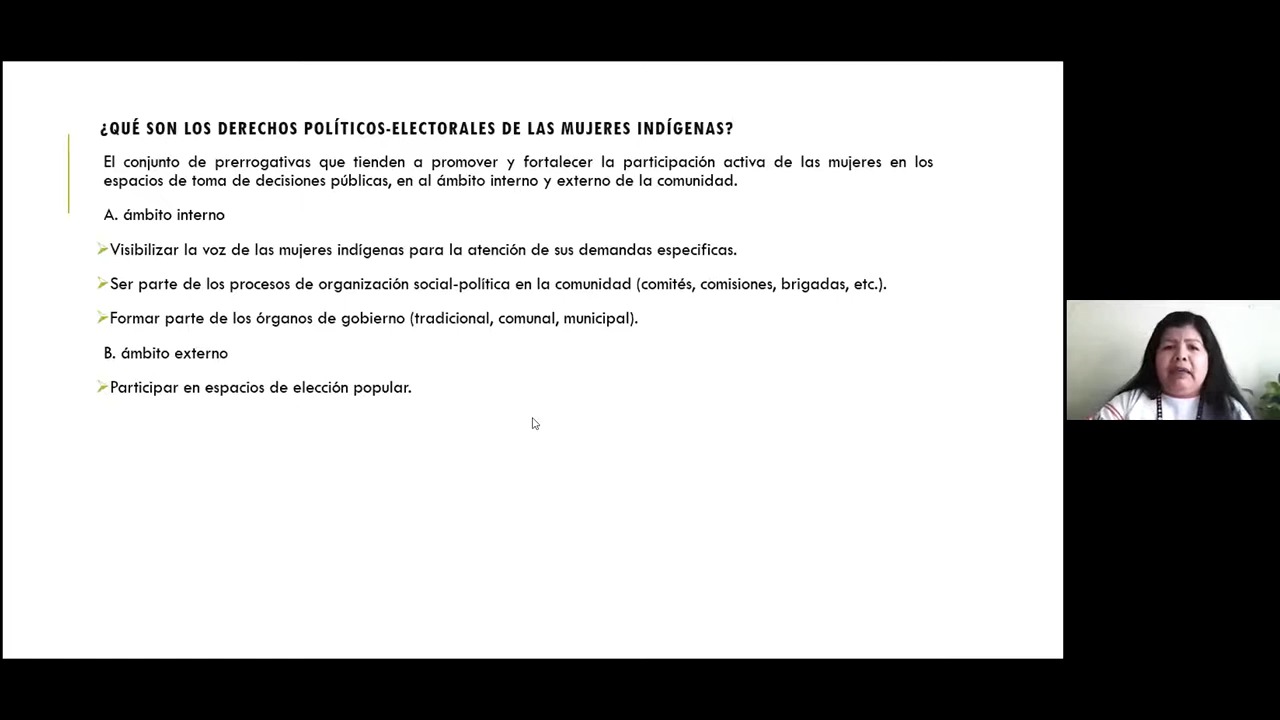 ¿QUÉ SON LOS DERECHOS POLÍTICOS-ELECTORALES DE LAS MUJERES INDÍGENAS?
El conjunto de prerrogativas que tienden a promover y fortalecer la participación activa de las mujeres en los
espacios de toma de decisiones públicas, en al ámbito interno y externo de la comunidad.
A. ámbito interno
Visibilizar la voz de las mujeres indígenas para la atención de sus demandas especificas.
Ser parte de los procesos de organización social-política en la comunidad (comités, comisiones, brigadas, etc.).
Formar parte de los órganos de gobierno (tradicional, comunal, municipal).
B. ámbito externo
Participar en espacios de elección popular.